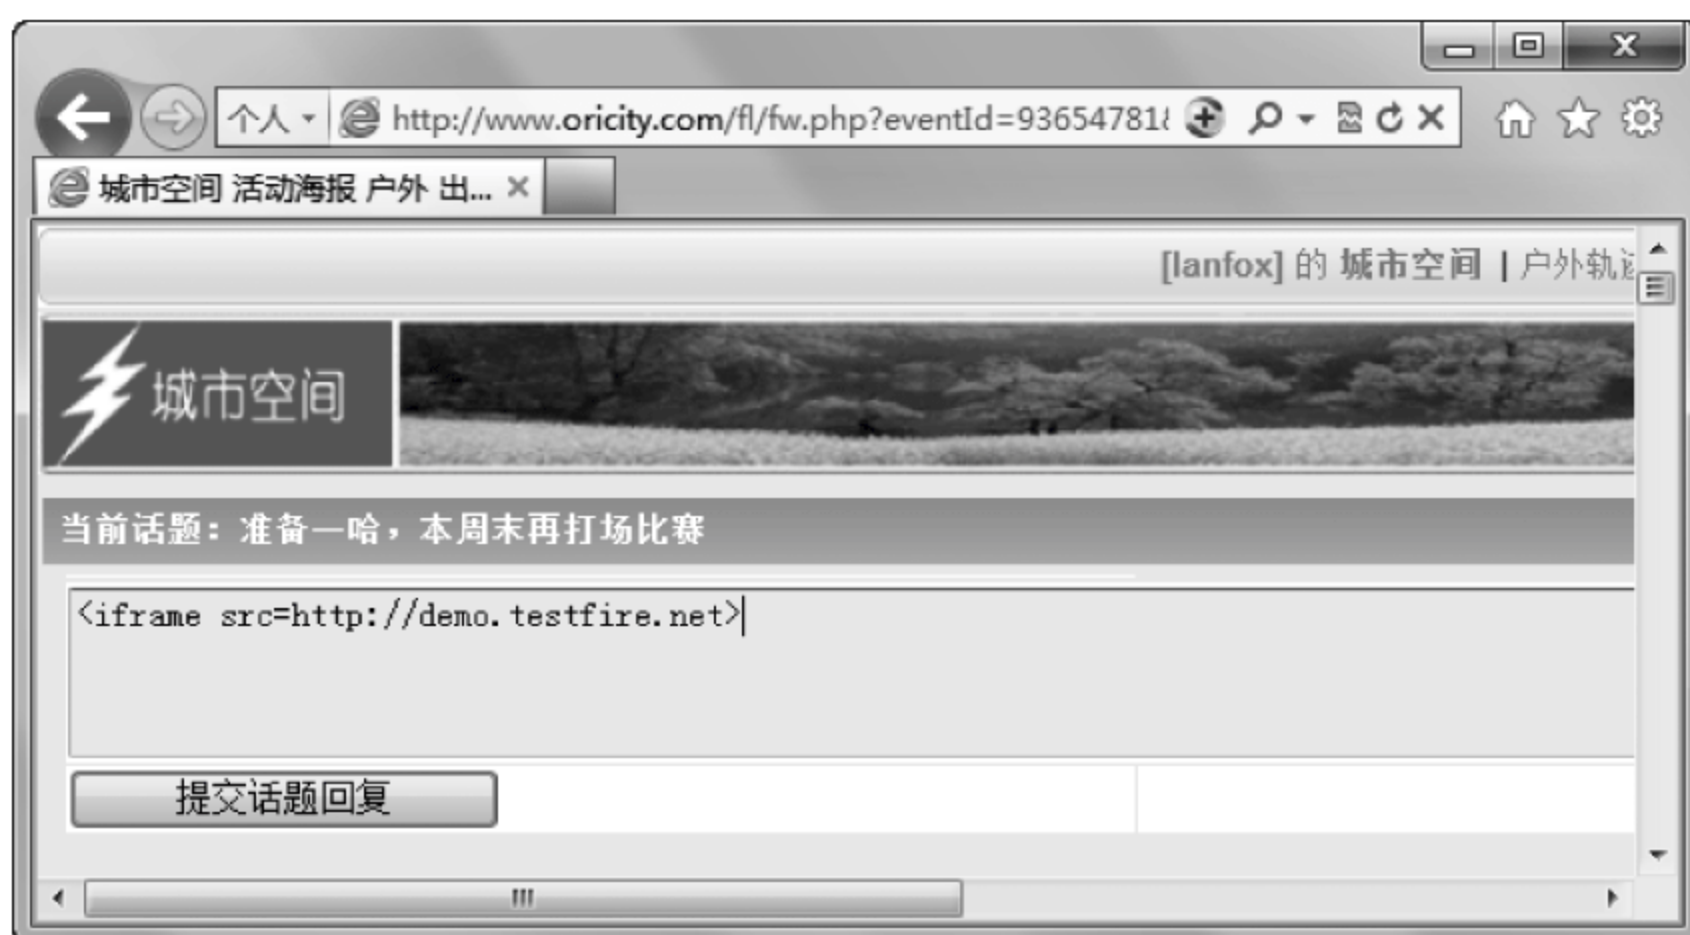 个人 http://www.oricity.com/fl/fw.php?eventId=93654781
城市空间 活动海报 户外 出...
[lanfox] 的 城市空间 | 户外轨
城市空间
当前话题：准备一哈，本周末再打场比赛
<iframe src=http://demo.testfire.net>
提交话题回复